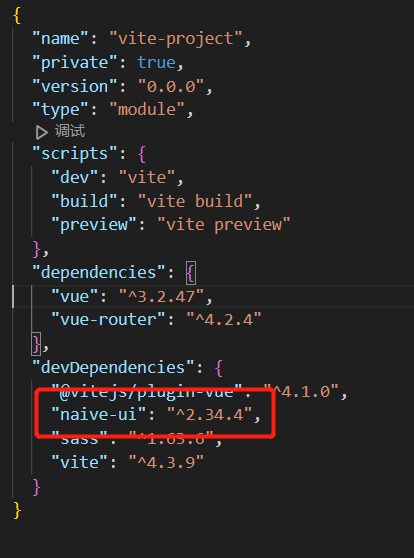 {
"name": "vite-project",
"private": true,
"version": "0.0.0",
"type": "module",
调试
"scripts": {
"dev": "vite",
"build": "vite build",
"preview": "vite preview"
},
"dependencies": {
"vue": "^3.2.47",
"vue-router": "^4.2.4"
},
"devDependencies": {
"@vitejs/plugin-vue": "^4.1.0",
"naive-ui": "^2.34.4",
"sass": "^1.63.6",
"vite": "^4.3.9"
}
}